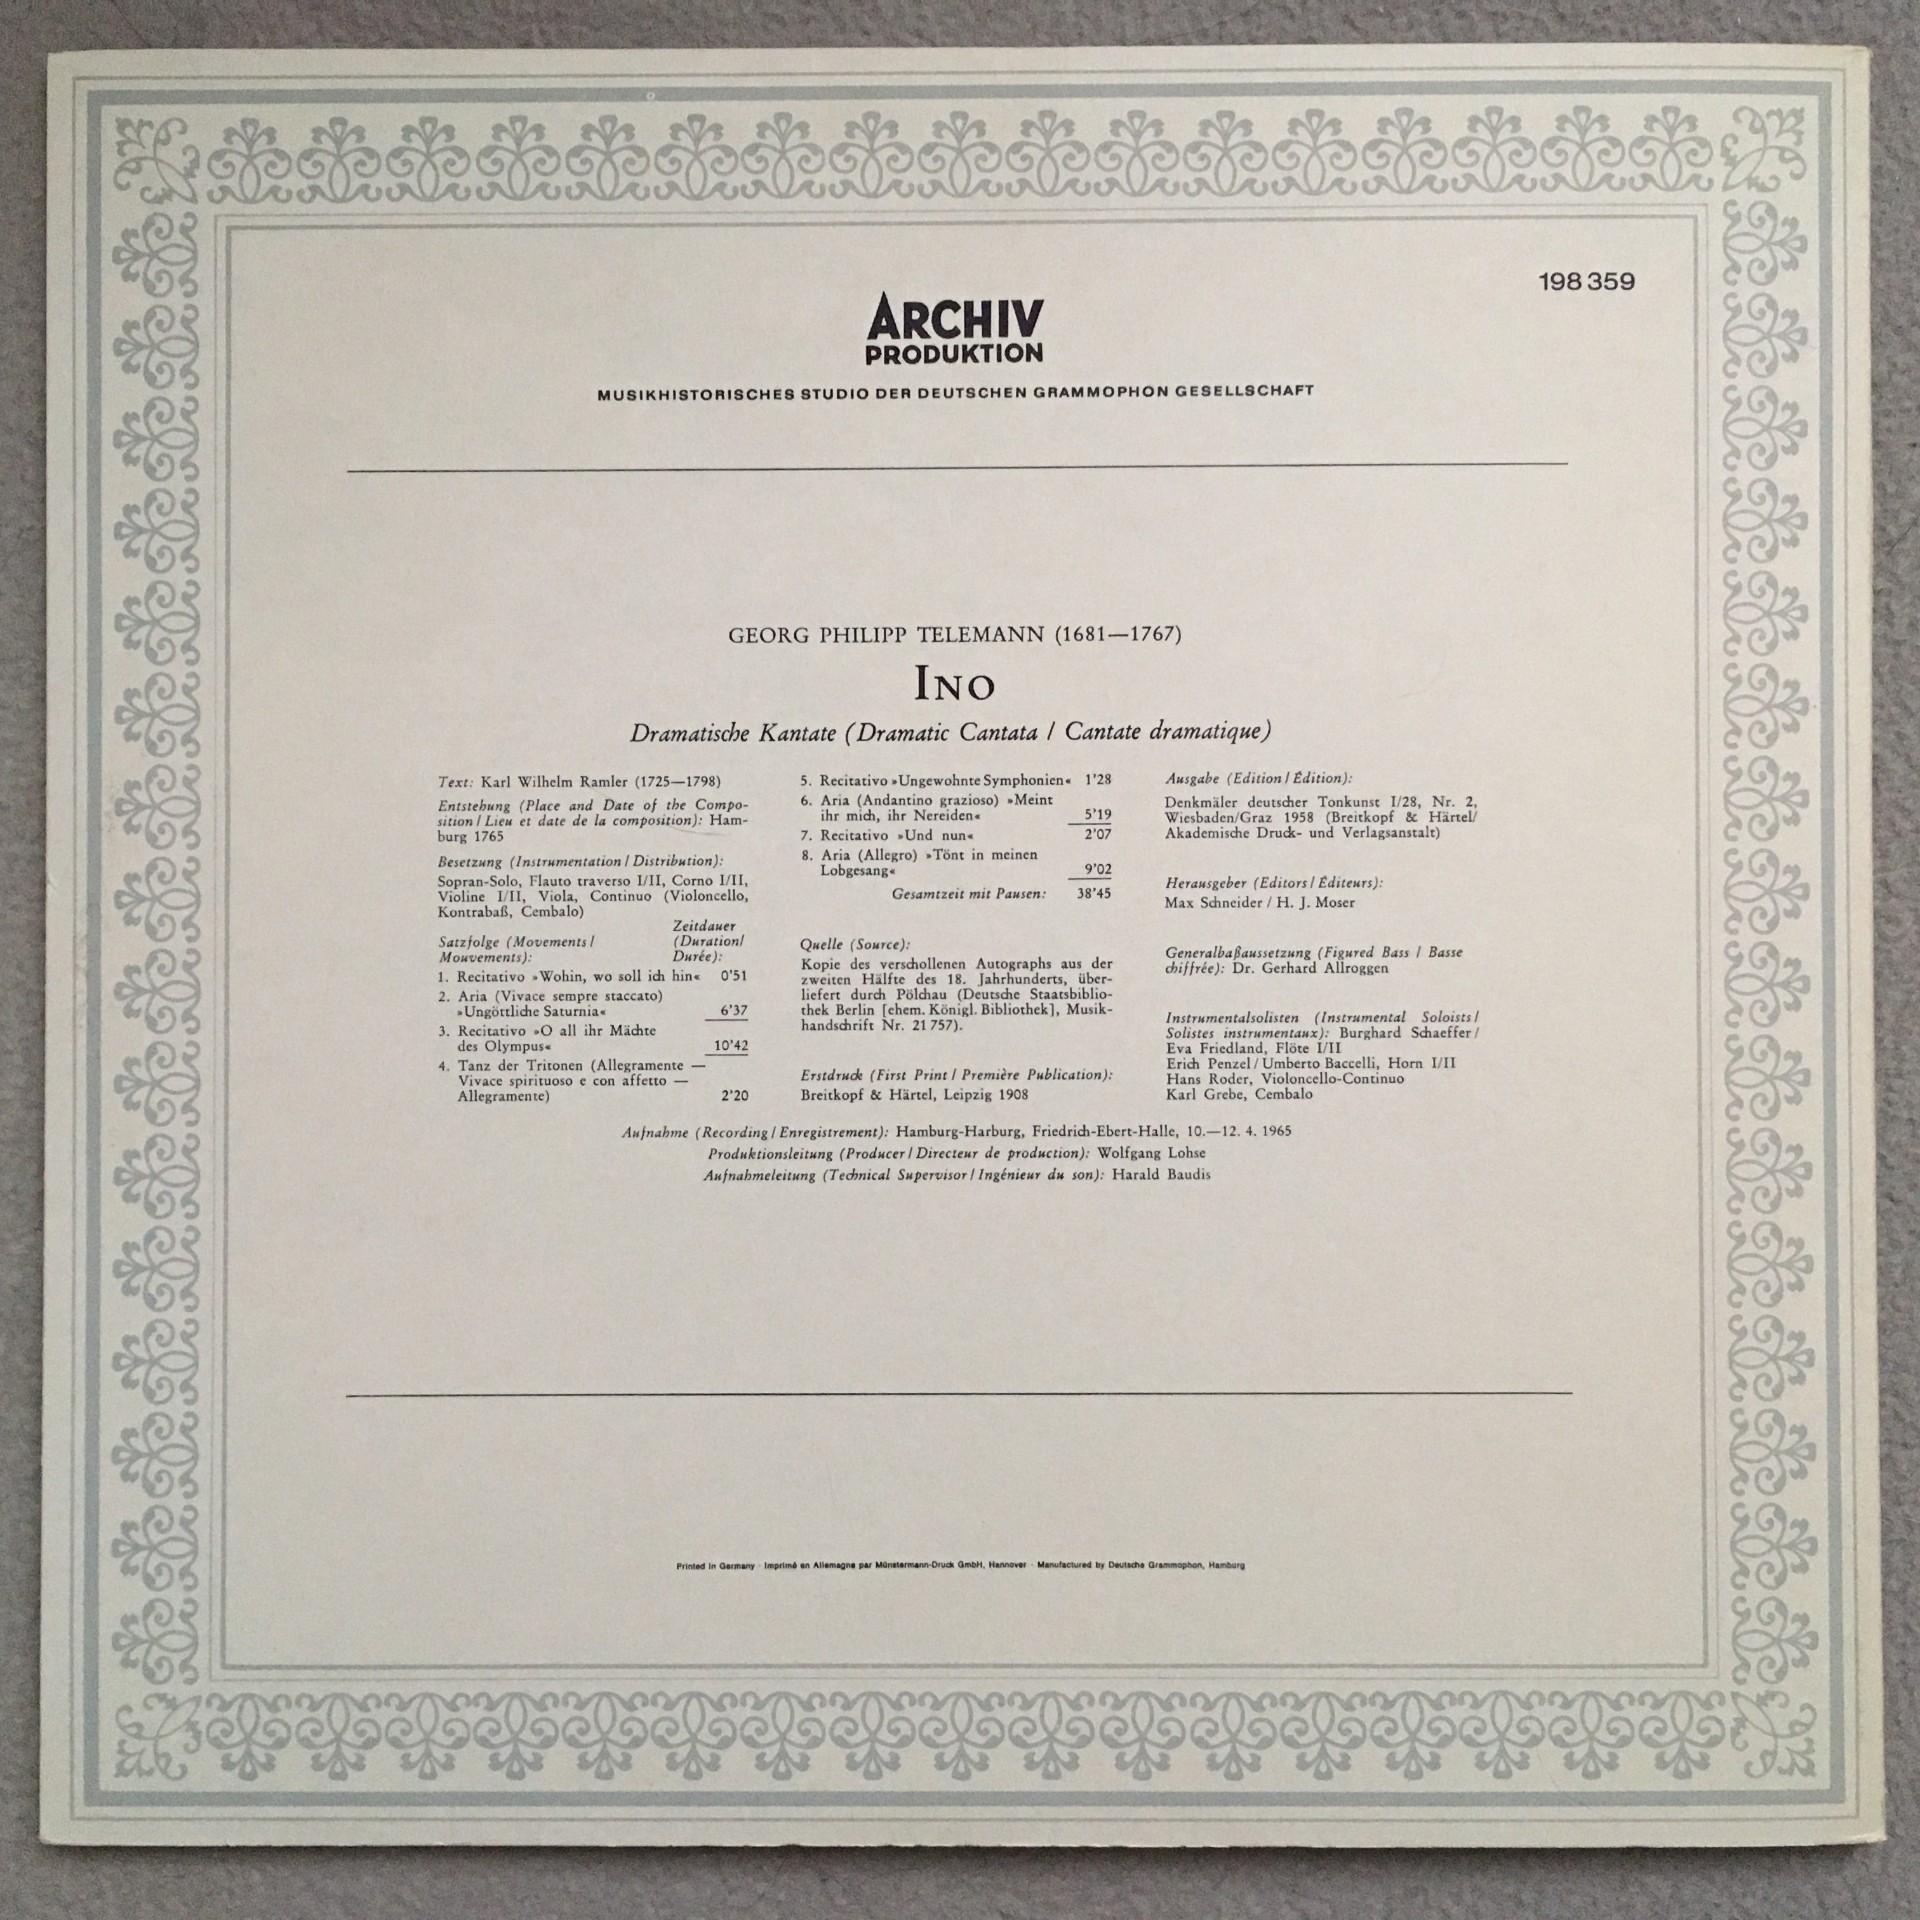 198 359
ARCHIV
PRODUKTION
MUSIKHISTORISCHES STUDIO DER DEUTSCHEN GRAMMOPHON GESELLSCHAFT
GEORG PHILIPP TELEMANN (1681—1767)
INO
Dramatische Kantate (Dramatic Cantata / Cantate dramatique)
Text: Karl Wilhelm Ramler (1725—1798)
Entstehung (Place and Date of the Compo-
sition / Lieu et date de la composition): Ham-
burg 1765
Besetzung (Instrumentation / Distribution):
Sopran-Solo, Flauto traverso I/II, Corno I/II,
Violine I/II, Viola, Continuo (Violoncello,
Kontrabaß, Cembalo)
Zeitdauer
Satzfolge (Movements / (Duration/
Mouvements): Durée):
1. Recitativo »Wohin, wo soll ich hin« 0'51
2. Aria (Vivace sempre staccato)
»Ungöttliche Saturnia« 6'37
3. Recitativo »O all ihr Mächte
des Olympus« 10'42
4. Tanz der Tritonen (Allegramente —
Vivace spirituoso e con affetto —
Allegramente) 2'20
5. Recitativo »Ungewohnte Symphonien« 1'28
6. Aria (Andantino grazioso) »Meint
ihr mich, ihr Nereiden« 5'19
7. Recitativo »Und nun« 2'07
8. Aria (Allegro) »Tönt in meinen
Lobgesang« 9'02
Gesamtzeit mit Pausen: 38'45
Quelle (Source):
Kopie des verschollenen Autographs aus der
zweiten Hälfte des 18. Jahrhunderts, über-
liefert durch Pölchau (Deutsche Staatsbiblio-
thek Berlin [ehem. Königl. Bibliothek], Musik-
handschrift Nr. 21 757).
Erstdruck (First Print / Première Publication):
Breitkopf & Härtel, Leipzig 1908
Ausgabe (Edition / Édition):
Denkmäler deutscher Tonkunst I/28, Nr. 2,
Wiesbaden/Graz 1958 (Breitkopf & Härtel/
Akademische Druck- und Verlagsanstalt)
Herausgeber (Editors / Éditeurs):
Max Schneider / H. J. Moser
Generalbaßaussetzung (Figured Bass / Basse
chiffrée): Dr. Gerhard Allroggen
Instrumentalsolisten (Instrumental Soloists /
Solistes instrumentaux): Burghard Schaeffer /
Eva Friedland, Flöte I/II
Erich Penzel / Umberto Baccelli, Horn I/II
Hans Roder, Violoncello-Continuo
Karl Grebe, Cembalo
Aufnahme (Recording / Enregistrement): Hamburg-Harburg, Friedrich-Ebert-Halle, 10.—12. 4. 1965
Produktionsleitung (Producer / Directeur de production): Wolfgang Lohse
Aufnahmeleitung (Technical Supervisor / Ingénieur du son): Harald Baudis
Printed in Germany · Imprimé en Allemagne par Münstermann-Druck GmbH, Hannover · Manufactured by Deutsche Grammophon, Hamburg